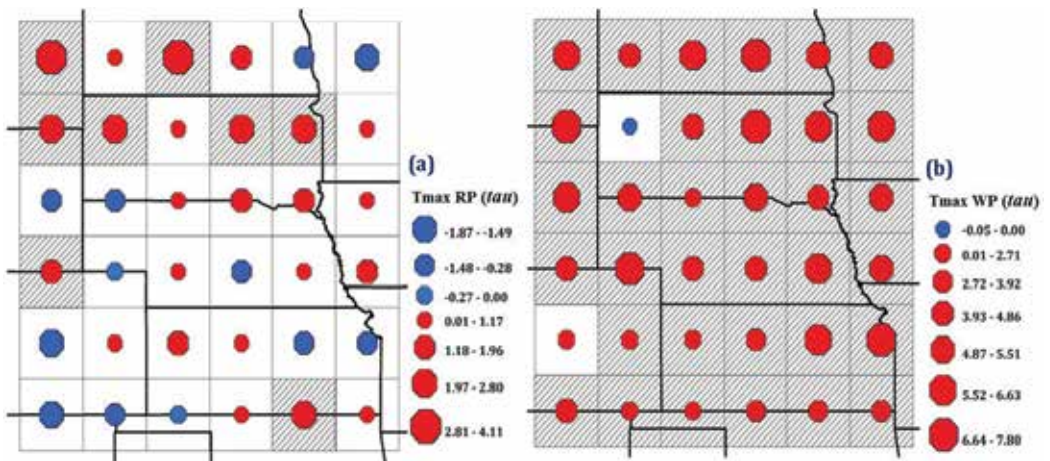 (a)
Tmax RP (tau)
-1.87 - -1.49
-1.48 - -0.28
-0.27 - 0.00
0.01 - 1.17
1.18 - 1.96
1.97 - 2.80
2.81 - 4.11
(b)
Tmax WP (tau)
-0.05 - 0.00
0.01 - 2.71
2.72 - 3.92
3.93 - 4.86
4.87 - 5.51
5.52 - 6.63
6.64 - 7.80